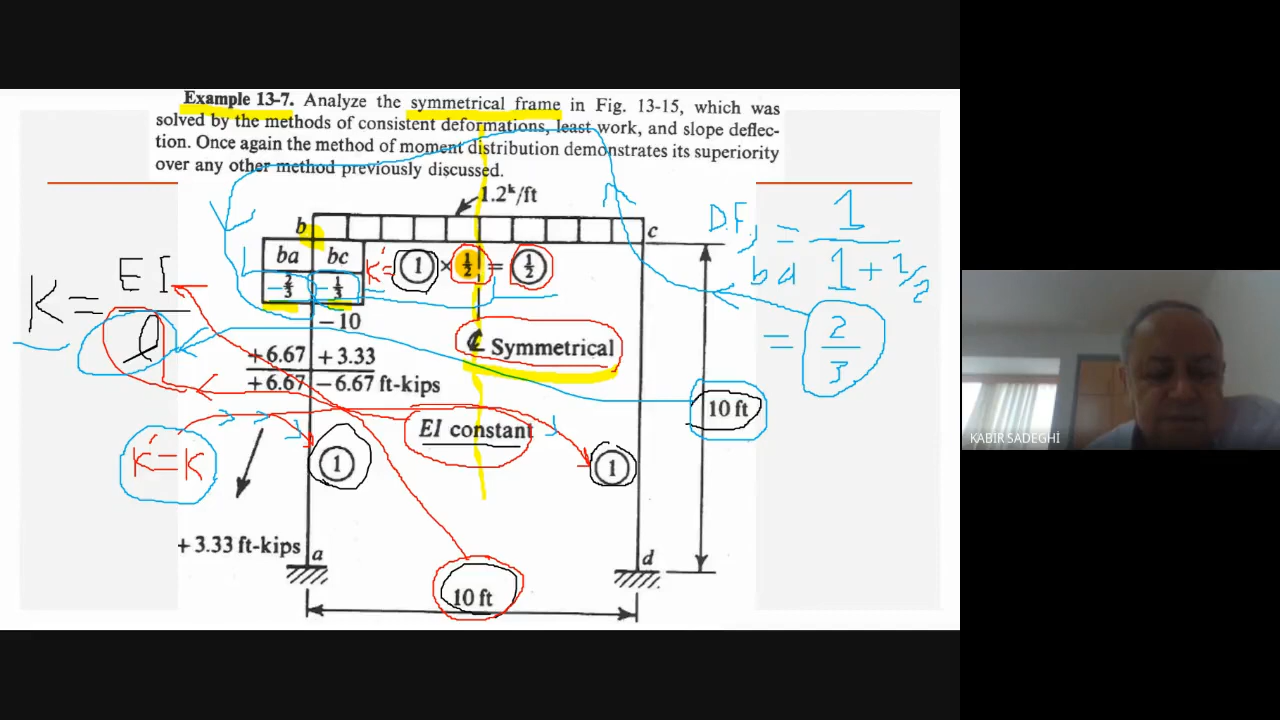 Example 13-7. Analyze the symmetrical frame in Fig. 13-15, which was
solved by the methods of consistent deformations, least work, and slope deflec-
tion. Once again the method of moment distribution demonstrates its superiority
over any other method previously discussed.
1.2ᵏ/ft
b
c
ba bc
-2/3 -1/3
K' = 1 × 1/2 = 1/2
D.F, ba = 1 / 1 + 1/2
= 2/3
K = EI / l
-10
℄ Symmetrical
+6.67 +3.33
+6.67 -6.67 ft-kips
10 ft
EI constant
K' = K
1
1
+ 3.33 ft-kips
a
d
10 ft
KABIR SADEGHİ